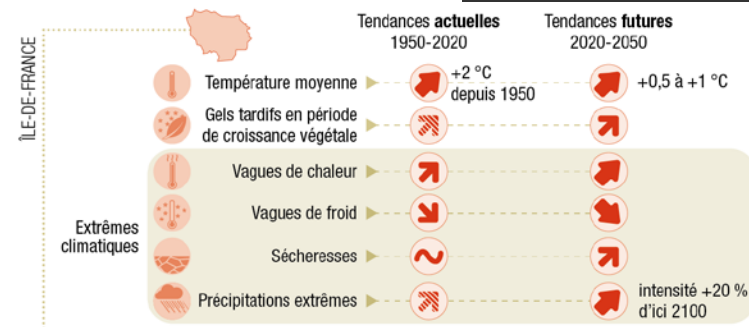 Tendances actuelles
1950-2020
Tendances futures
2020-2050
ÎLE-DE-FRANCE
Température moyenne
+2 °C
depuis 1950
+0,5 à +1 °C
Gels tardifs en période
de croissance végétale
Extrêmes
climatiques
Vagues de chaleur
Vagues de froid
Sécheresses
Précipitations extrêmes
intensité +20 %
d'ici 2100